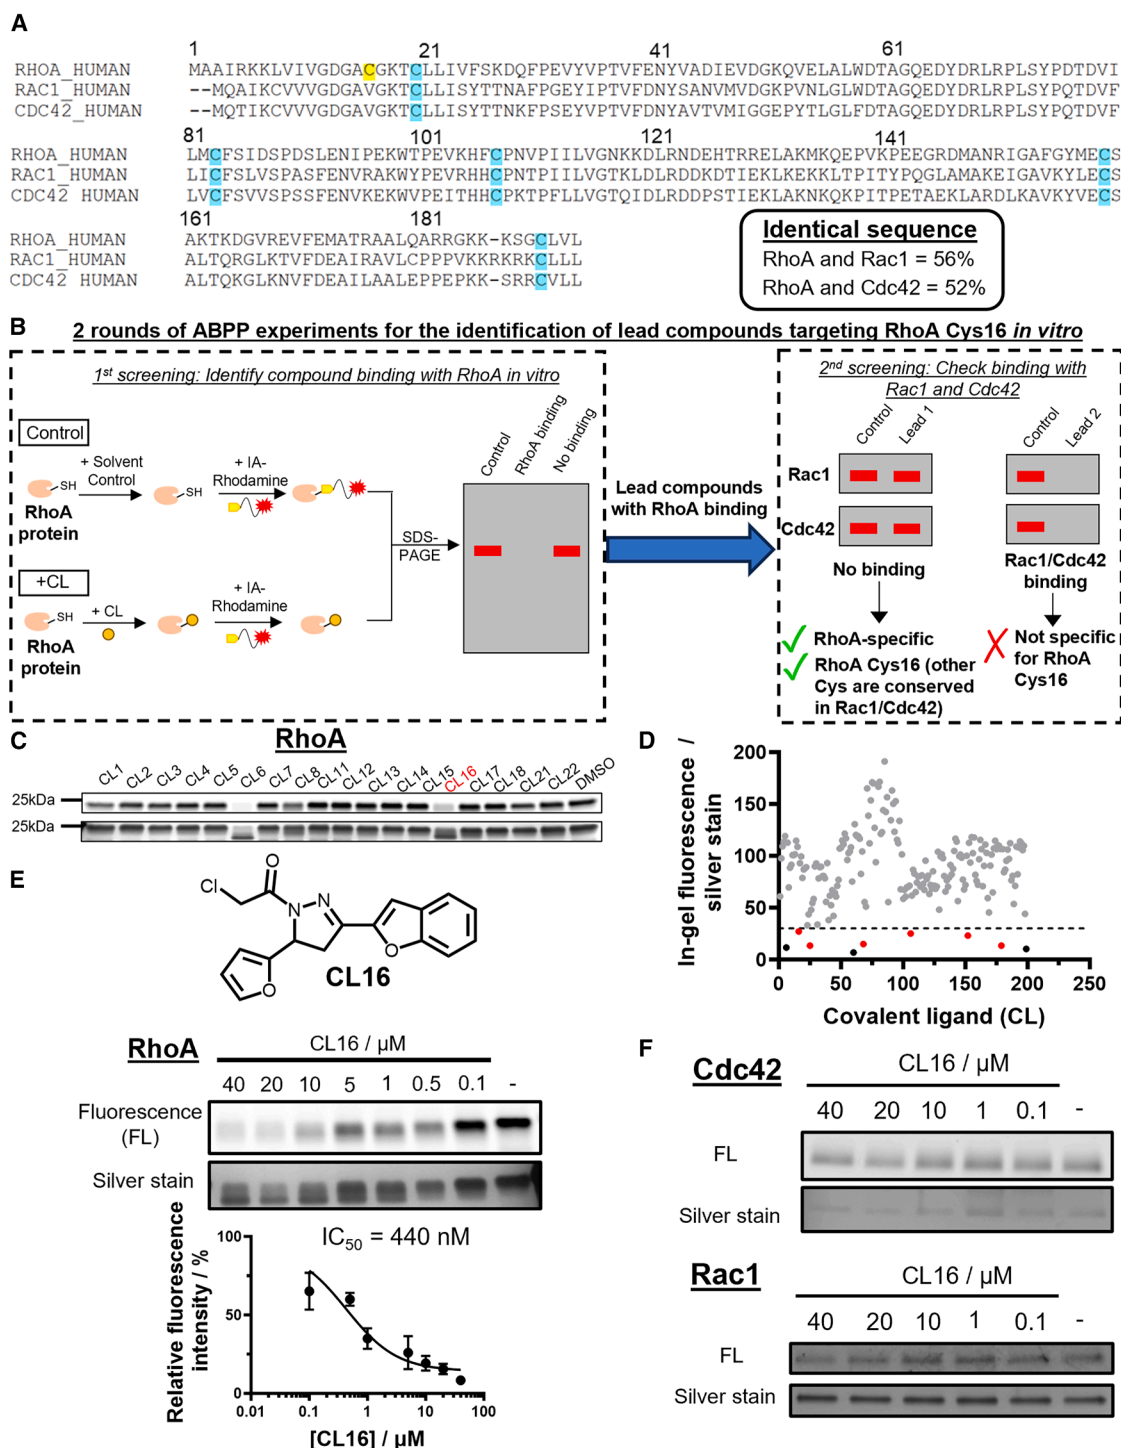 A
1 21 41 61
RHOA_HUMAN MAAIRKKLVIVGDGACGKTCLLIVFSKDQFPEVYVPTVFENYVADIEVDGKQVELALWDTAGQEDYDRLRPLSYPDTDVI
RAC1_HUMAN --MQAIKCVVVGDGAVGKTCLLISYTTNAFPGEYIPTVFDNYSANVMVDGKPVNLGLWDTAGQEDYDRLRPLSYPQTDVF
CDC42_HUMAN --MQTIKCVVVGDGAVGKTCLLISYTTNKFPSEYVPTVFDNYAVTVMIGGEPYTLGLFDTAGQEDYDRLRPLSYPQTDVF
81 101 121 141
RHOA_HUMAN LMCFSIDSPDSLENIPEKWTPEVKHFCPNVPIILVGNKKDLRNDEHTRRELAKMKQEPVKPEEGRDMANRIGAFGYMECS
RAC1_HUMAN LICFSLVSPASFENVRAKWYPEVRHHCPNTPIILVGTKLDLRDDKDTIEKLKEKKLTPITYPQGLAMAKEIGAVKYLECS
CDC42 HUMAN LVCFSVVSPSSFENVKEKWVPEITHHCPKTPFLLVGTQIDLRDDPSTIEKLAKNKQKPITPETAEKLARDLKAVKYVECS
161 181
RHOA_HUMAN AKTKDGVREVFEMATRAALQARRGKK-KSGCLVL
RAC1_HUMAN ALTQRGLKTVFDEAIRAVLCPPPVKKRKRKCLLL
CDC42_HUMAN ALTQKGLKNVFDEAILAALEPPEPKK-SRRCVLL
Identical sequence
RhoA and Rac1 = 56%
RhoA and Cdc42 = 52%
B
2 rounds of ABPP experiments for the identification of lead compounds targeting RhoA Cys16 in vitro
1st screening: Identify compound binding with RhoA in vitro
Control
+ Solvent
Control
+ IA-
Rhodamine
SH
SH
RhoA
protein
+CL
+ CL
+ IA-
Rhodamine
SH
RhoA
protein
SDS-
PAGE
Control
RhoA binding
No binding
Lead compounds
with RhoA binding
2nd screening: Check binding with
Rac1 and Cdc42
Control
Lead 1
Control
Lead 2
Rac1
Cdc42
No binding
Rac1/Cdc42
binding
RhoA-specific
RhoA Cys16 (other
Cys are conserved
in Rac1/Cdc42)
Not specific
for RhoA
Cys16
C
RhoA
CL1 CL2 CL3 CL4 CL5 CL6 CL7 CL8 CL11 CL12 CL13 CL14 CL15 CL16 CL17 CL18 CL21 CL22 DMSO
25kDa
25kDa
D
In-gel fluorescence /
silver stain
200
150
100
50
0
0 50 100 150 200 250
Covalent ligand (CL)
E
Cl
O
N
N
O
O
CL16
RhoA
CL16 / µM
40 20 10 5 1 0.5 0.1 -
Fluorescence
(FL)
Silver stain
Relative fluorescence
intensity / %
IC50 = 440 nM
100
50
0
0.01 0.1 1 10 100
[CL16] / µM
F
Cdc42
CL16 / µM
40 20 10 1 0.1 -
FL
Silver stain
Rac1
CL16 / µM
40 20 10 1 0.1 -
FL
Silver stain